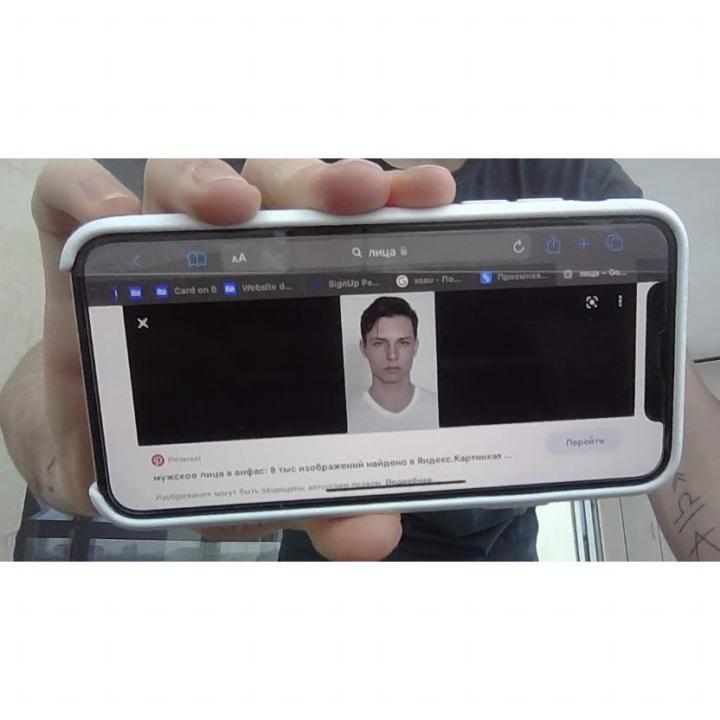 AA лица
Card on B Website d... SignUp Pa... ssau - По... Приемная... лица - Go...
Pinterest
мужское лица в анфас: 8 тыс изображений найдено в Яндекс.Картинках ...
Перейти
Изображения могут быть защищены авторским правом. Подробнее